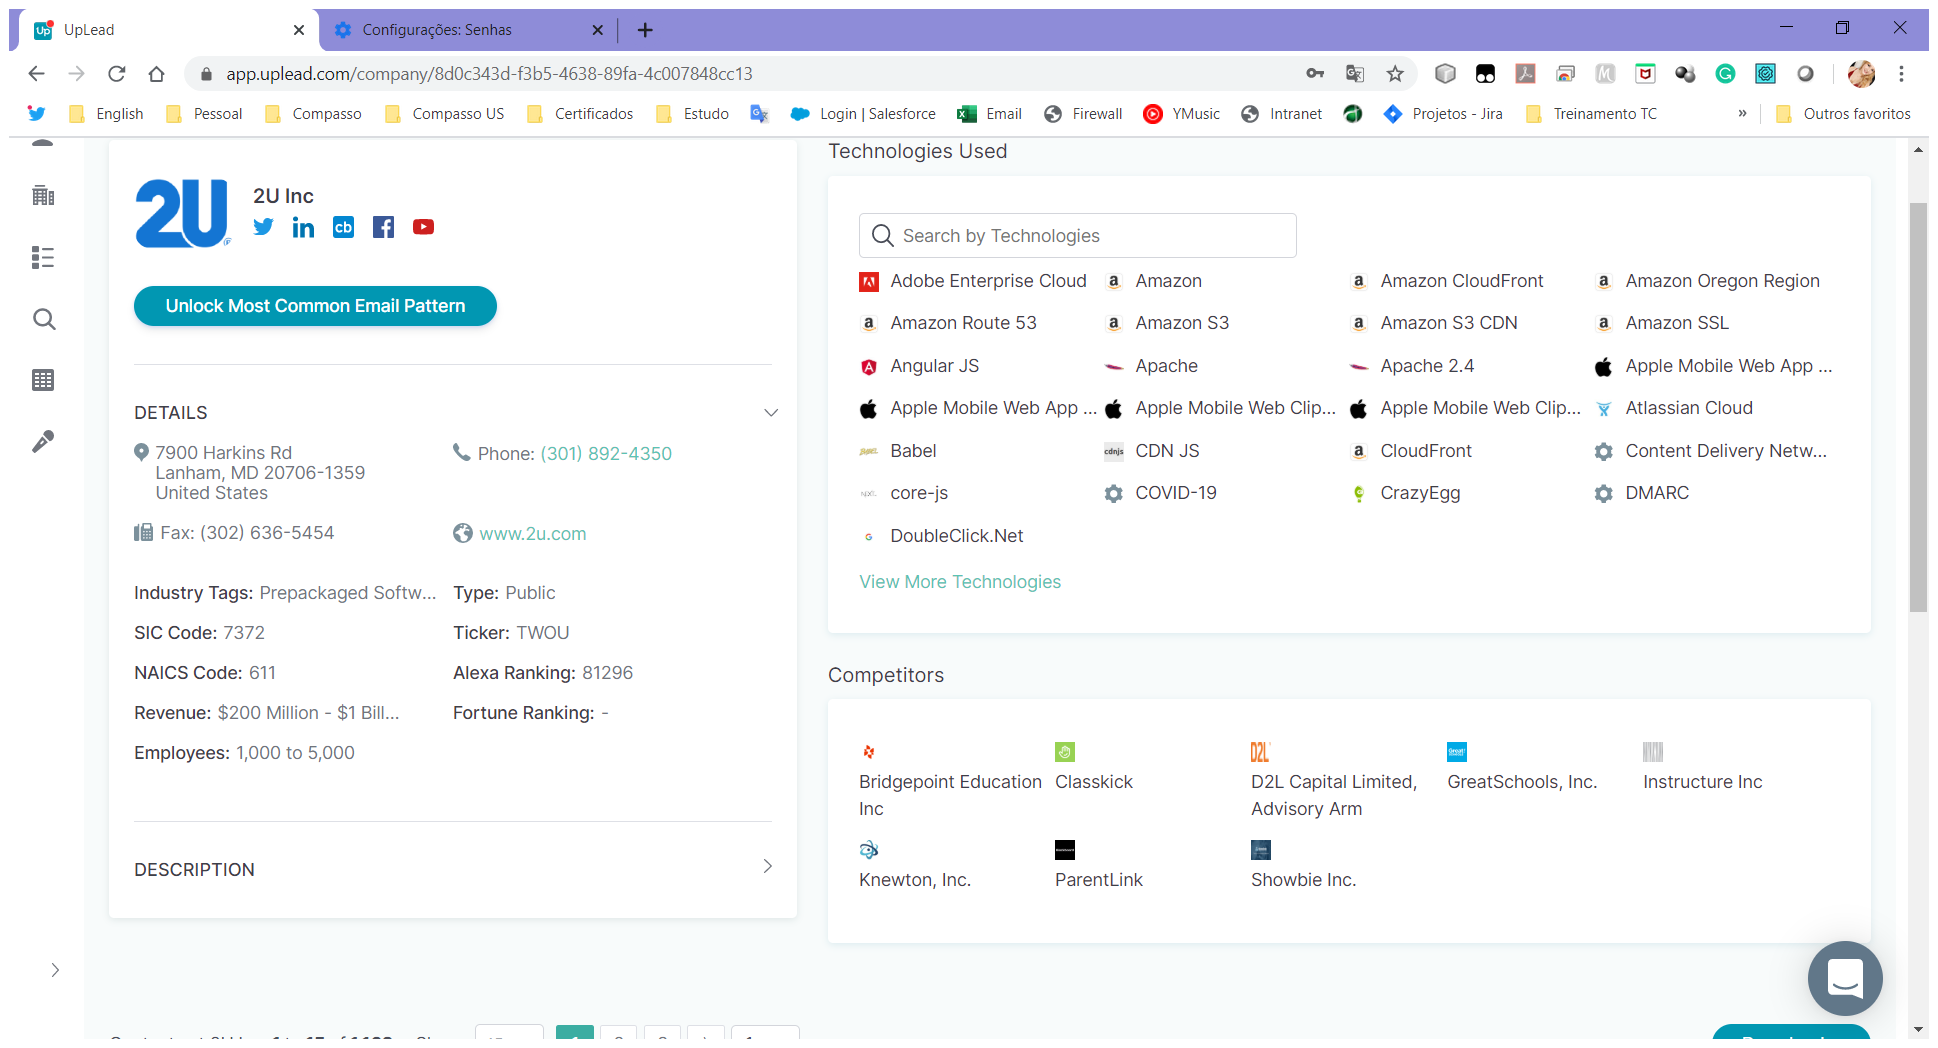 UpLead
Configurações: Senhas
app.uplead.com/company/8d0c343d-f3b5-4638-89fa-4c007848cc13
English Pessoal Compasso Compasso US Certificados Estudo Login | Salesforce Email Firewall YMusic Intranet Projetos - Jira Treinamento TC » Outros favoritos
2U
2U Inc
Unlock Most Common Email Pattern
DETAILS
7900 Harkins Rd
Lanham, MD 20706-1359
United States
Phone: (301) 892-4350
Fax: (302) 636-5454
www.2u.com
Industry Tags: Prepackaged Softw... Type: Public
SIC Code: 7372 Ticker: TWOU
NAICS Code: 611 Alexa Ranking: 81296
Revenue: $200 Million - $1 Bill... Fortune Ranking: -
Employees: 1,000 to 5,000
DESCRIPTION
Technologies Used
Search by Technologies
Adobe Enterprise Cloud Amazon Amazon CloudFront Amazon Oregon Region
Amazon Route 53 Amazon S3 Amazon S3 CDN Amazon SSL
Angular JS Apache Apache 2.4 Apple Mobile Web App ...
Apple Mobile Web App ... Apple Mobile Web Clip... Apple Mobile Web Clip... Atlassian Cloud
Babel CDN JS CloudFront Content Delivery Netw...
core-js COVID-19 CrazyEgg DMARC
DoubleClick.Net
View More Technologies
Competitors
Bridgepoint Education Inc
Classkick
D2L Capital Limited, Advisory Arm
GreatSchools, Inc.
Instructure Inc
Knewton, Inc.
ParentLink
Showbie Inc.